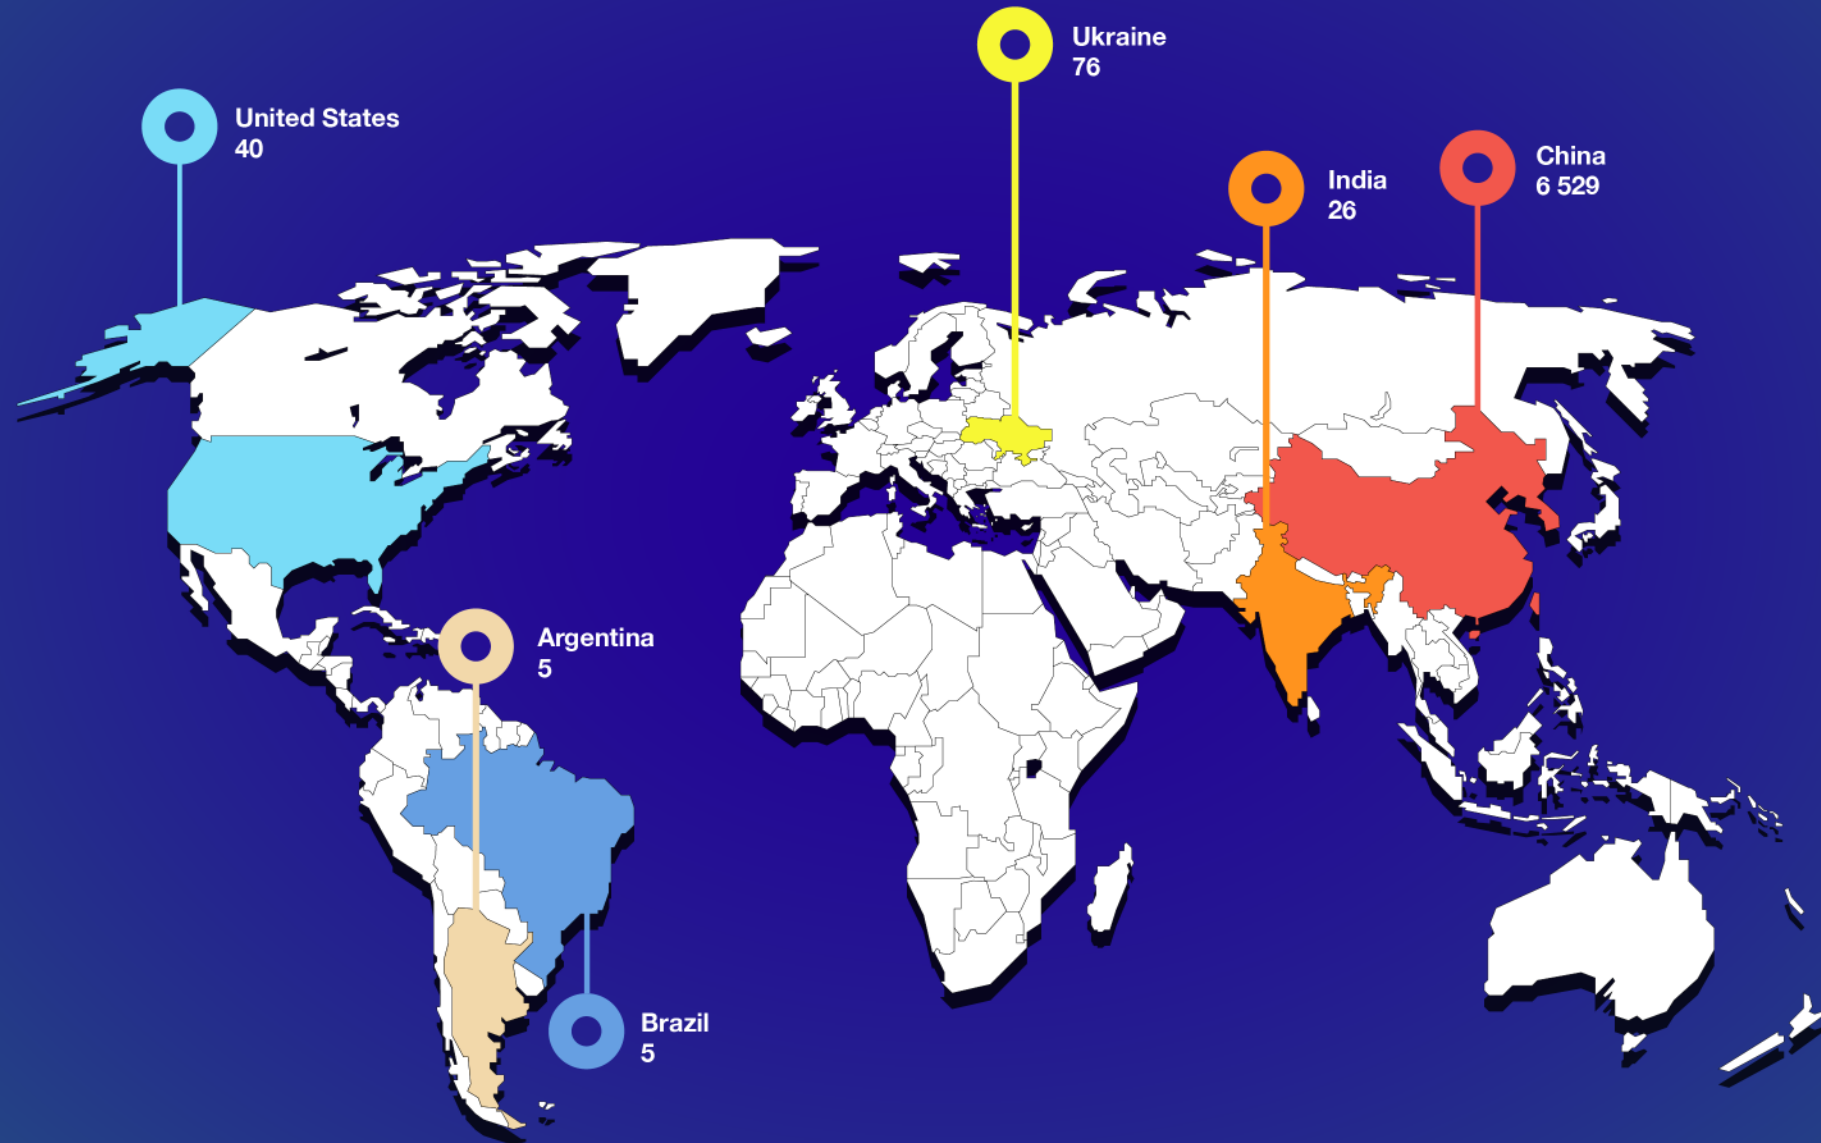 Ukraine
76
United States
40
China
6 529
India
26
Argentina
5
Brazil
5